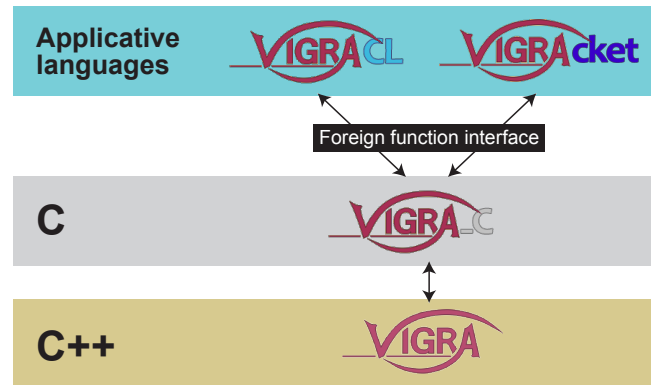 Applicative
languages
VIGRACL
VIGRAcket
Foreign function interface
C
VIGRA_C
C++
VIGRA